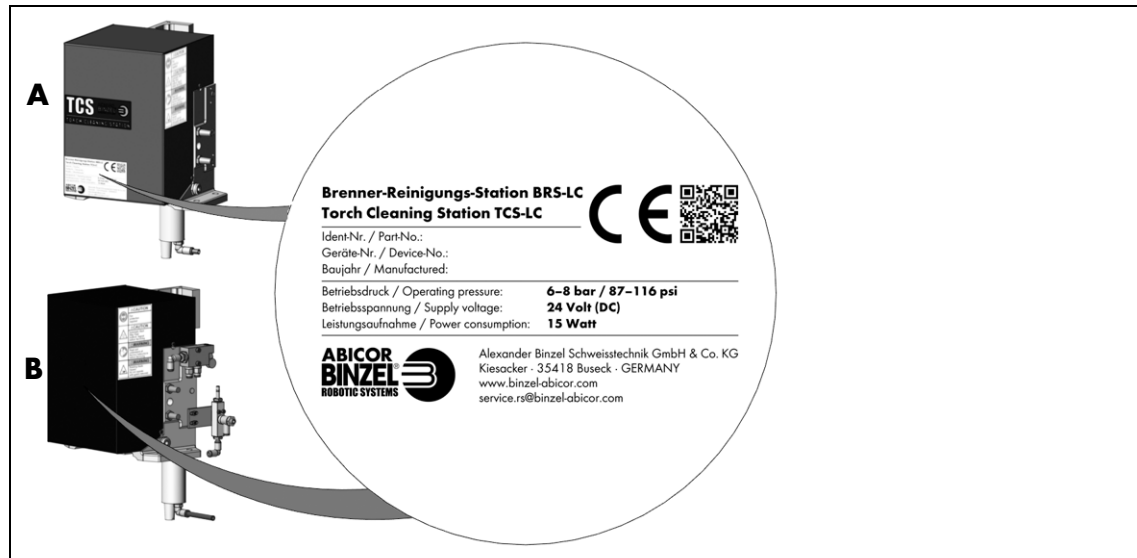 A
TCS
TORCH CLEANING STATION
B
Brenner-Reinigungs-Station BRS-LC
Torch Cleaning Station TCS-LC
CE
Ident-Nr. / Part-No.:
Geräte-Nr. / Device-No.:
Baujahr / Manufactured:
Betriebsdruck / Operating pressure: 6–8 bar / 87–116 psi
Betriebsspannung / Supply voltage: 24 Volt (DC)
Leistungsaufnahme / Power consumption: 15 Watt
ABICOR
BINZEL®
ROBOTIC SYSTEMS
Alexander Binzel Schweisstechnik GmbH & Co. KG
Kiesacker · 35418 Buseck · GERMANY
www.binzel-abicor.com
service.rs@binzel-abicor.com